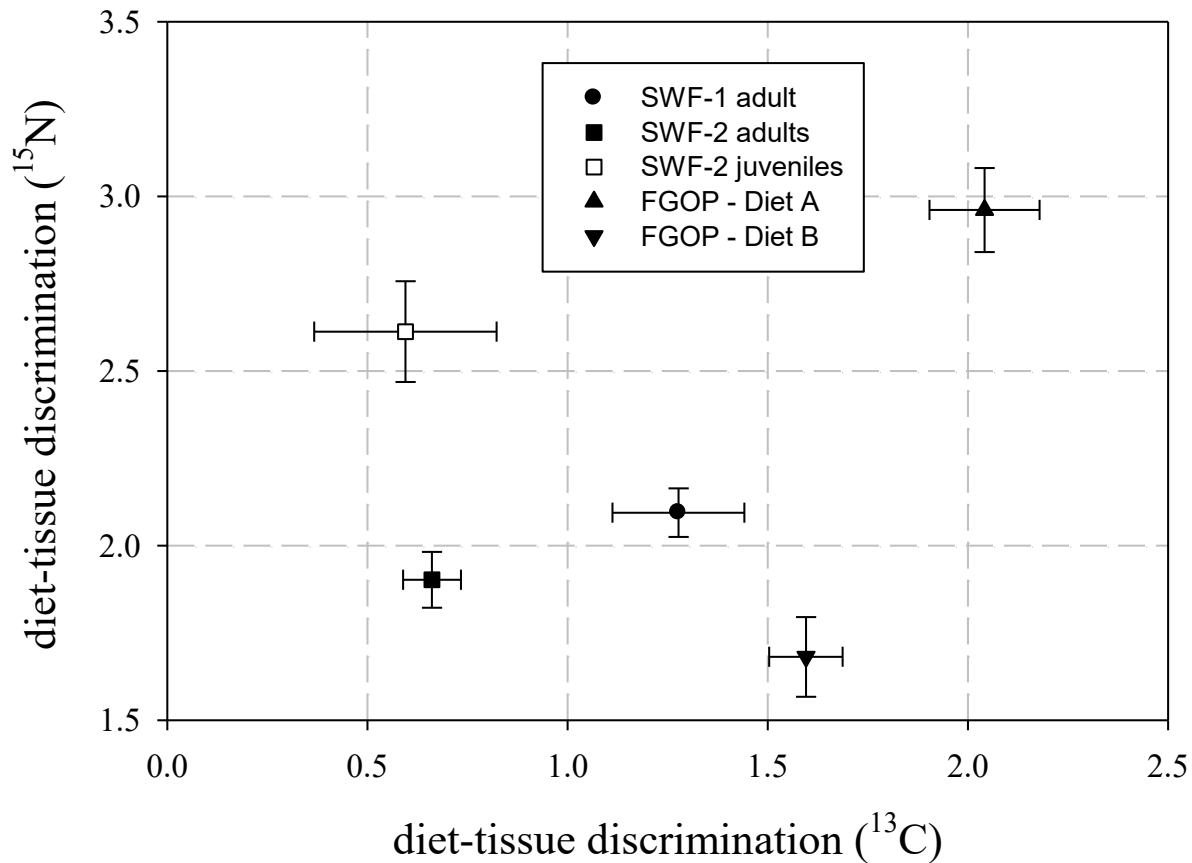 3.5
3.0
2.5
2.0
1.5
diet-tissue discrimination (¹⁵N)
SWF-1 adult
SWF-2 adults
SWF-2 juveniles
FGOP - Diet A
FGOP - Diet B
0.0 0.5 1.0 1.5 2.0 2.5
diet-tissue discrimination (¹³C)